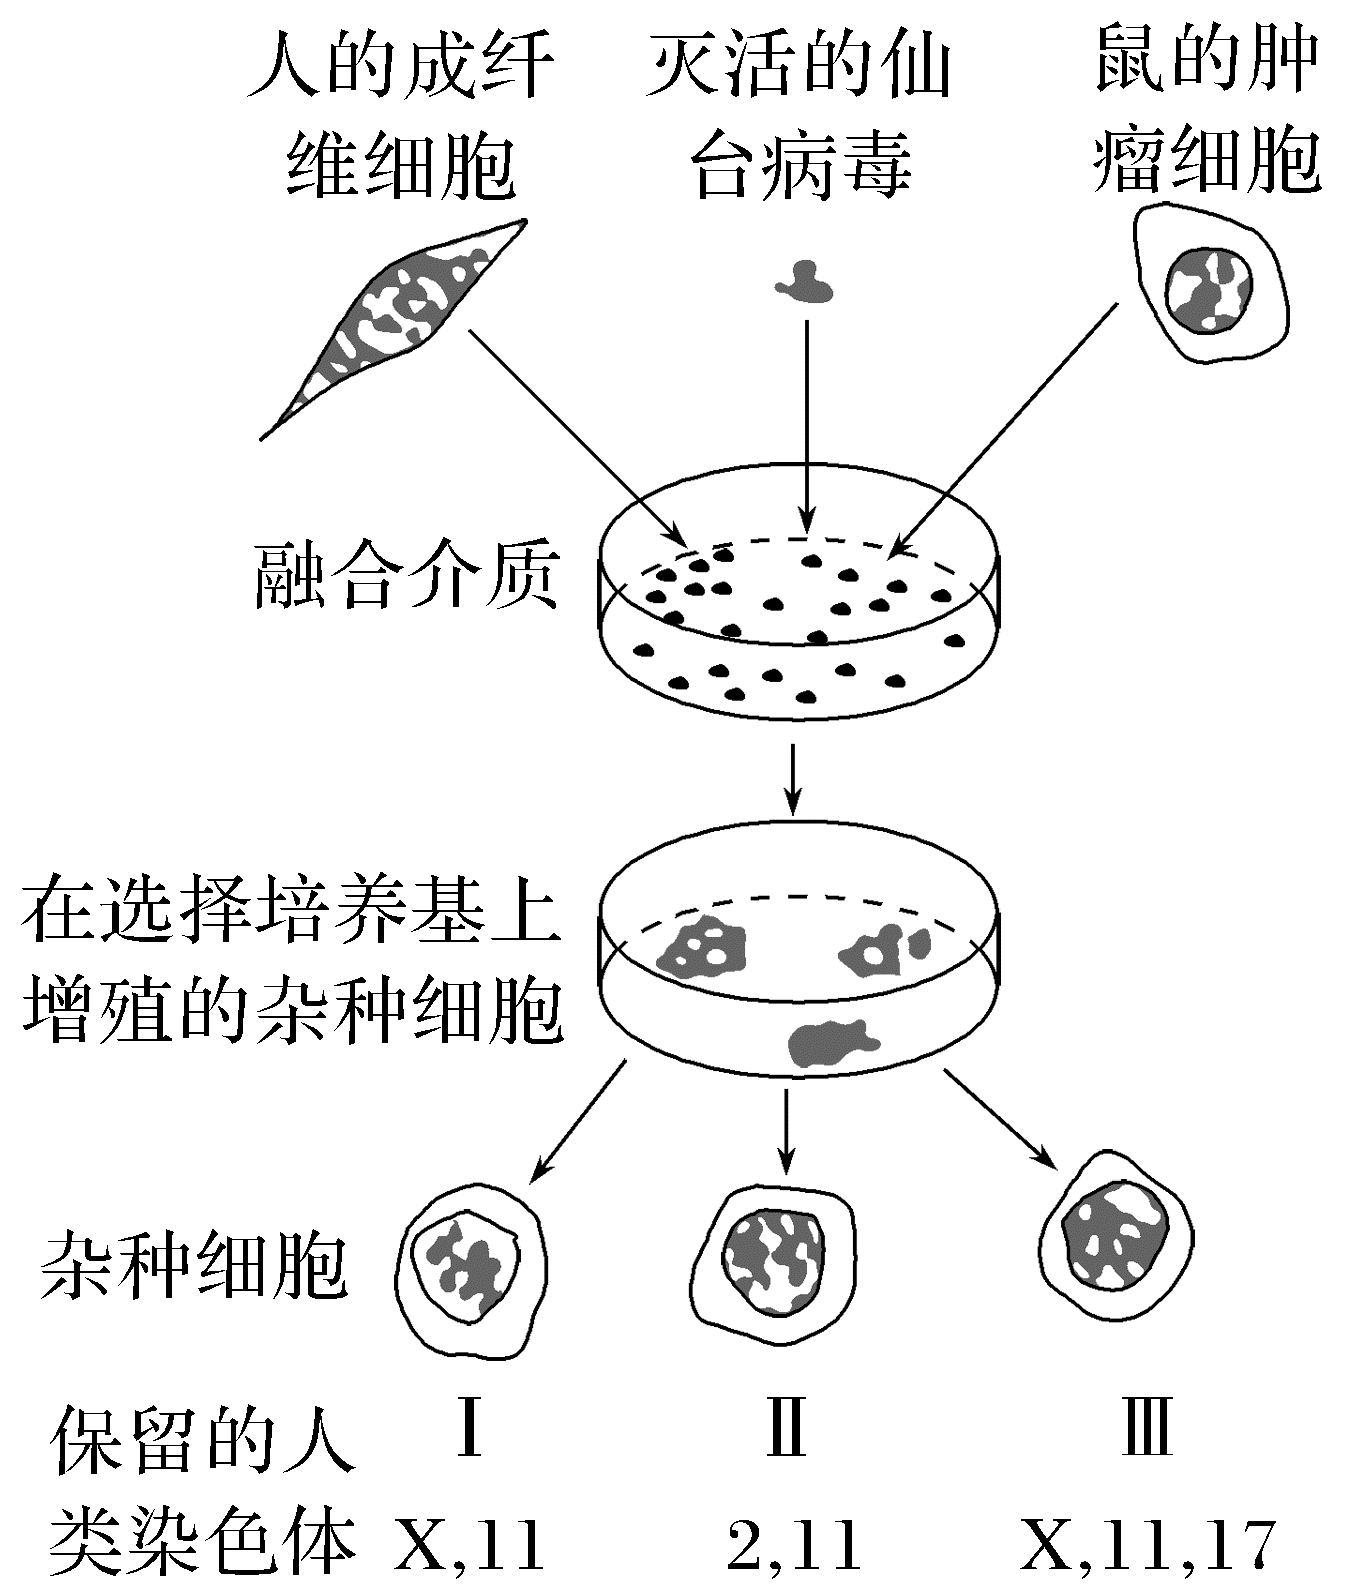 人的成纤
维细胞
灭活的仙
台病毒
鼠的肿
瘤细胞
融合介质
在选择培养基上
增殖的杂种细胞
杂种细胞
保留的人
类染色体
Ⅰ
Ⅱ
Ⅲ
X,11
2,11
X,11,17